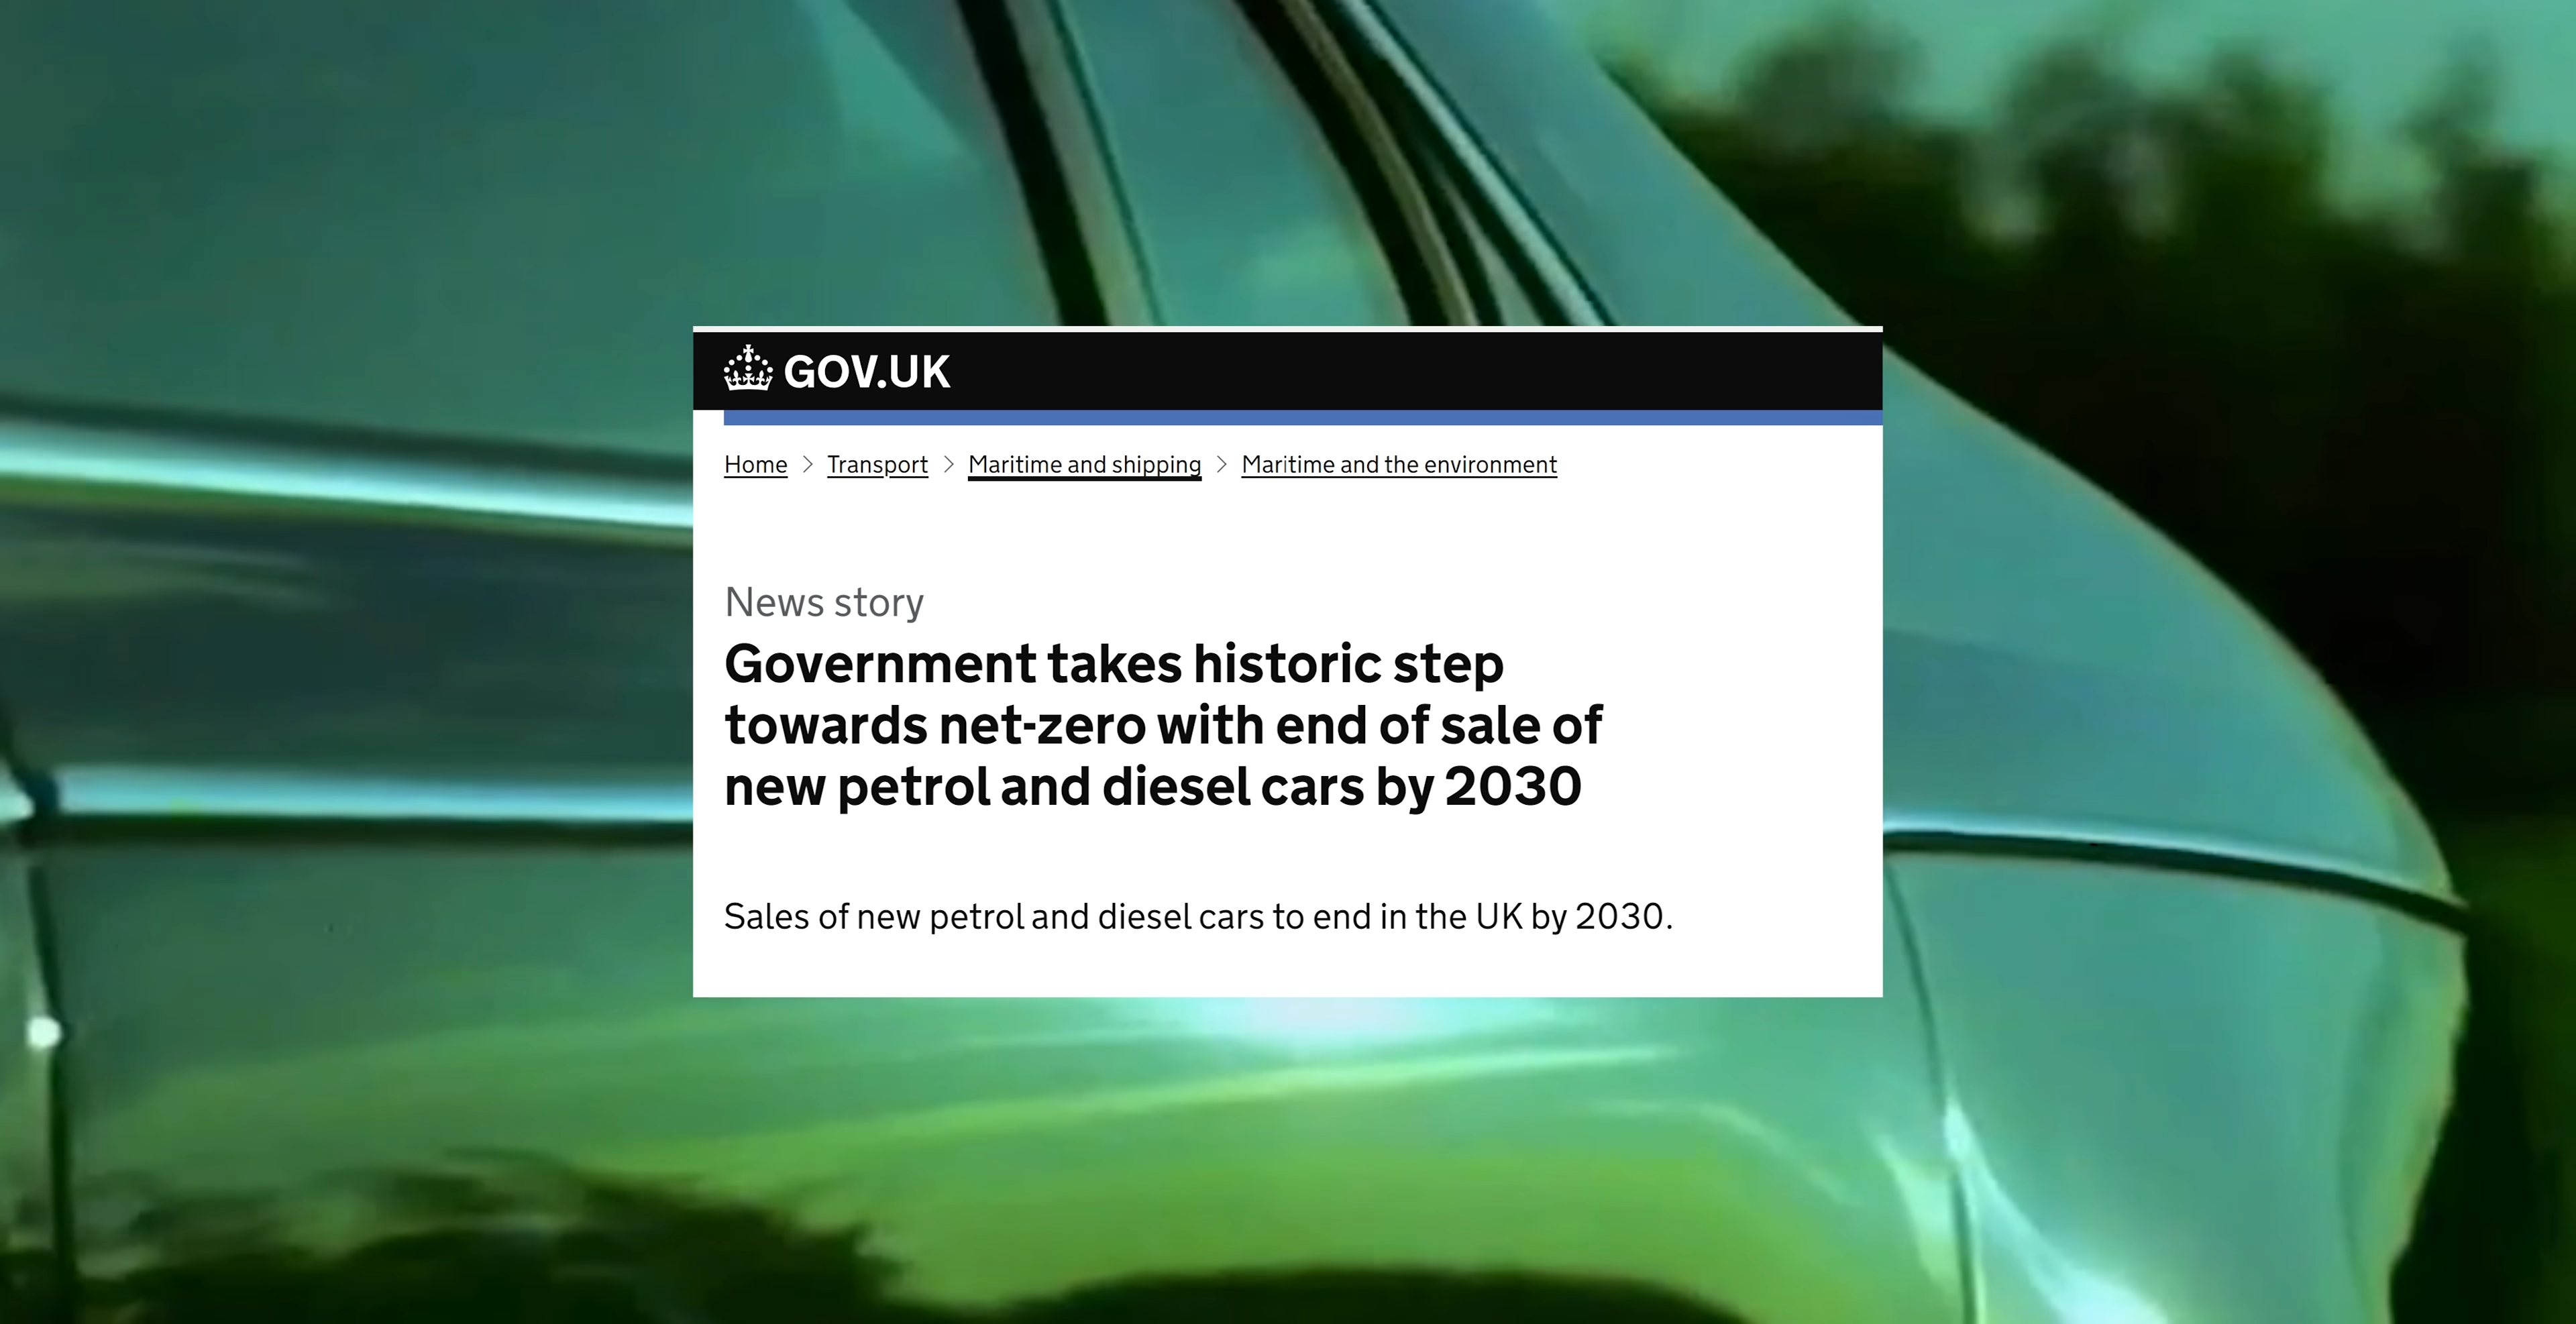 GOV.UK
Home > Transport > Maritime and shipping > Maritime and the environment
News story
Government takes historic step
towards net-zero with end of sale of
new petrol and diesel cars by 2030
Sales of new petrol and diesel cars to end in the UK by 2030.